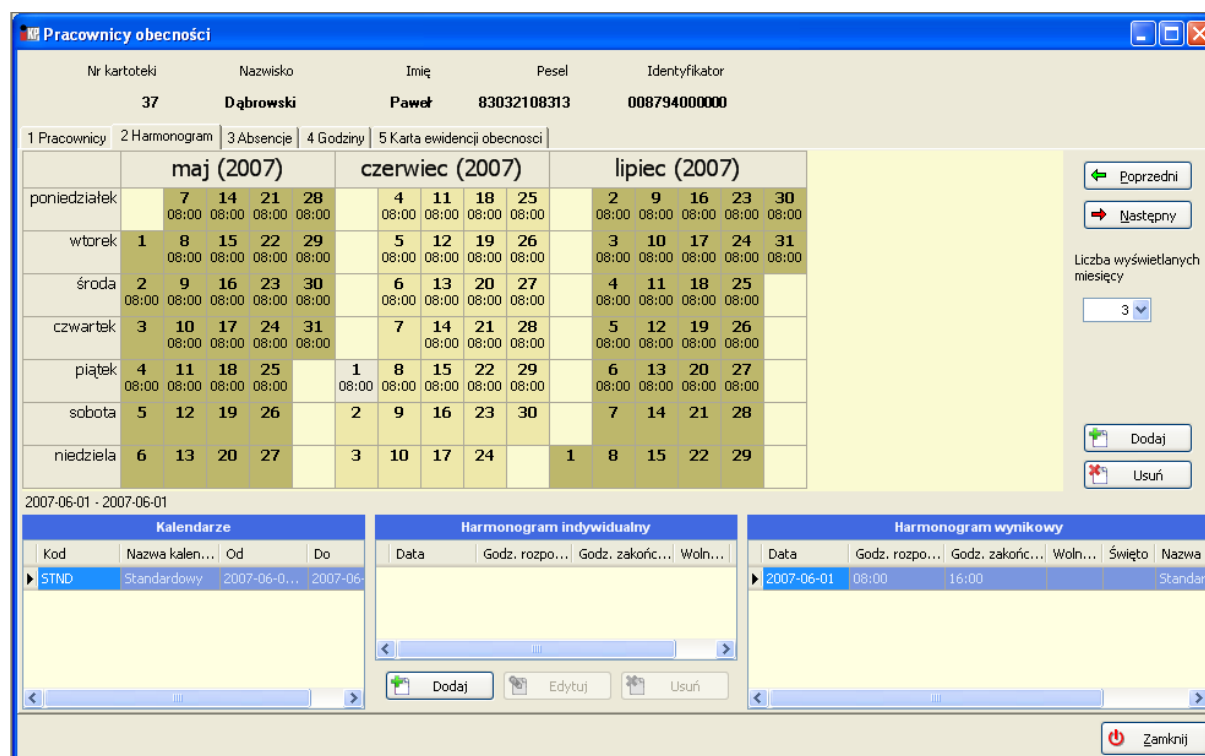 iKP Pracownicy obecności
Nr kartoteki Nazwisko Imię Pesel Identyfikator
37 Dąbrowski Paweł 83032108313 008794000000
1 Pracownicy 2 Harmonogram 3 Absencje 4 Godziny 5 Karta ewidencji obecnosci
maj (2007) czerwiec (2007) lipiec (2007)
poniedziałek 7 14 21 28 4 11 18 25 2 9 16 23 30
08:00 08:00 08:00 08:00 08:00 08:00 08:00 08:00 08:00 08:00 08:00 08:00 08:00
wtorek 1 8 15 22 29 5 12 19 26 3 10 17 24 31
08:00 08:00 08:00 08:00 08:00 08:00 08:00 08:00 08:00 08:00 08:00 08:00 08:00
środa 2 9 16 23 30 6 13 20 27 4 11 18 25
08:00 08:00 08:00 08:00 08:00 08:00 08:00 08:00 08:00 08:00 08:00 08:00 08:00
czwartek 3 10 17 24 31 7 14 21 28 5 12 19 26
08:00 08:00 08:00 08:00 08:00 08:00 08:00 08:00 08:00 08:00 08:00
piątek 4 11 18 25 1 8 15 22 29 6 13 20 27
08:00 08:00 08:00 08:00 08:00 08:00 08:00 08:00 08:00 08:00 08:00 08:00 08:00
sobota 5 12 19 26 2 9 16 23 30 7 14 21 28
niedziela 6 13 20 27 3 10 17 24 1 8 15 22 29
Poprzedni
Następny
Liczba wyświetlanych
miesięcy
3
Dodaj
Usuń
2007-06-01 - 2007-06-01
Kalendarze
Kod Nazwa kalen... Od Do
STND Standardowy 2007-06-0... 2007-06-
Harmonogram indywidualny
Data Godz. rozpo... Godz. zakońc... Woln...
Dodaj Edytuj Usuń
Harmonogram wynikowy
Data Godz. rozpo... Godz. zakońc... Woln... Święto Nazwa
2007-06-01 08:00 16:00 Standar
Zamknij